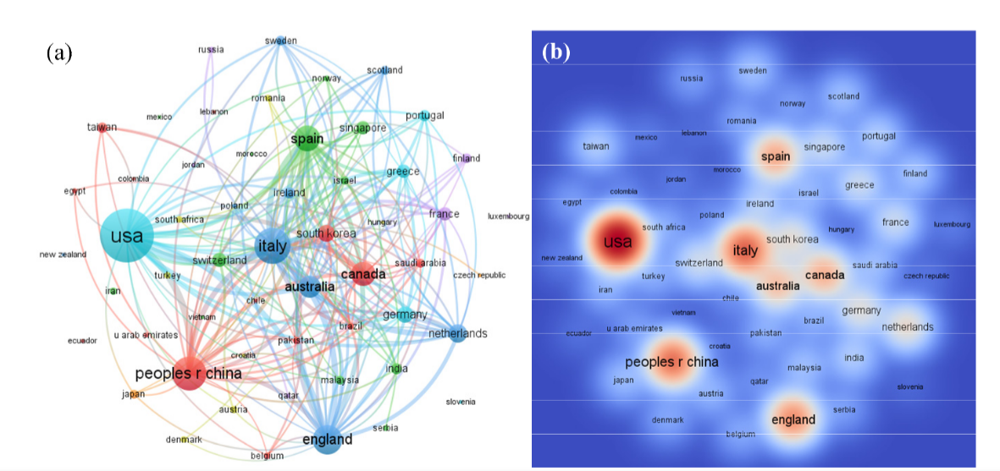 (a)
sweden
russia
scotland
norway
romania
lebanon
mexico
portugal
taiwan
singapore
spain
morocco
finland
jordan
greece
colombia
israel
egypt
ireland
poland
france
south africa
hungary
luxembourg
usa
south korea
italy
new zealand
switzerland
saudi arabia
turkey
canada
czech republic
australia
iran
chile
vietnam
germany
brazil
netherlands
u arab emirates
ecuador
pakistan
croatia
peoples r china
india
malaysia
japan
qatar
slovenia
austria
serbia
denmark
england
belgium
(b)
sweden
russia
scotland
norway
romania
lebanon
mexico
portugal
taiwan
singapore
spain
morocco
finland
jordan
greece
colombia
israel
egypt
ireland
poland
france
south africa
hungary
luxembourg
usa
south korea
italy
new zealand
switzerland
saudi arabia
turkey
canada
czech republic
australia
iran
chile
vietnam
germany
brazil
netherlands
u arab emirates
ecuador
pakistan
croatia
peoples r china
india
malaysia
japan
qatar
slovenia
austria
serbia
denmark
england
belgium